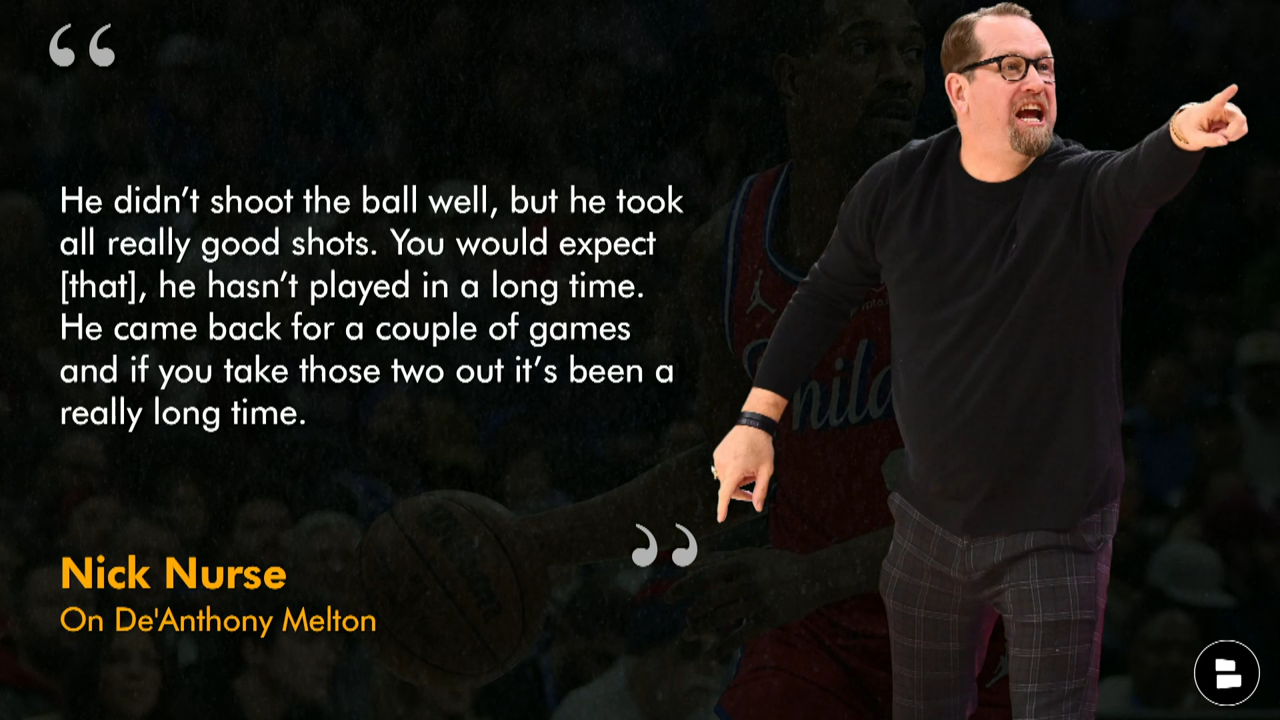 He didn’t shoot the ball well, but he took
all really good shots. You would expect
[that], he hasn’t played in a long time.
He came back for a couple of games
and if you take those two out it’s been a
really long time.
Nick Nurse
On De'Anthony Melton